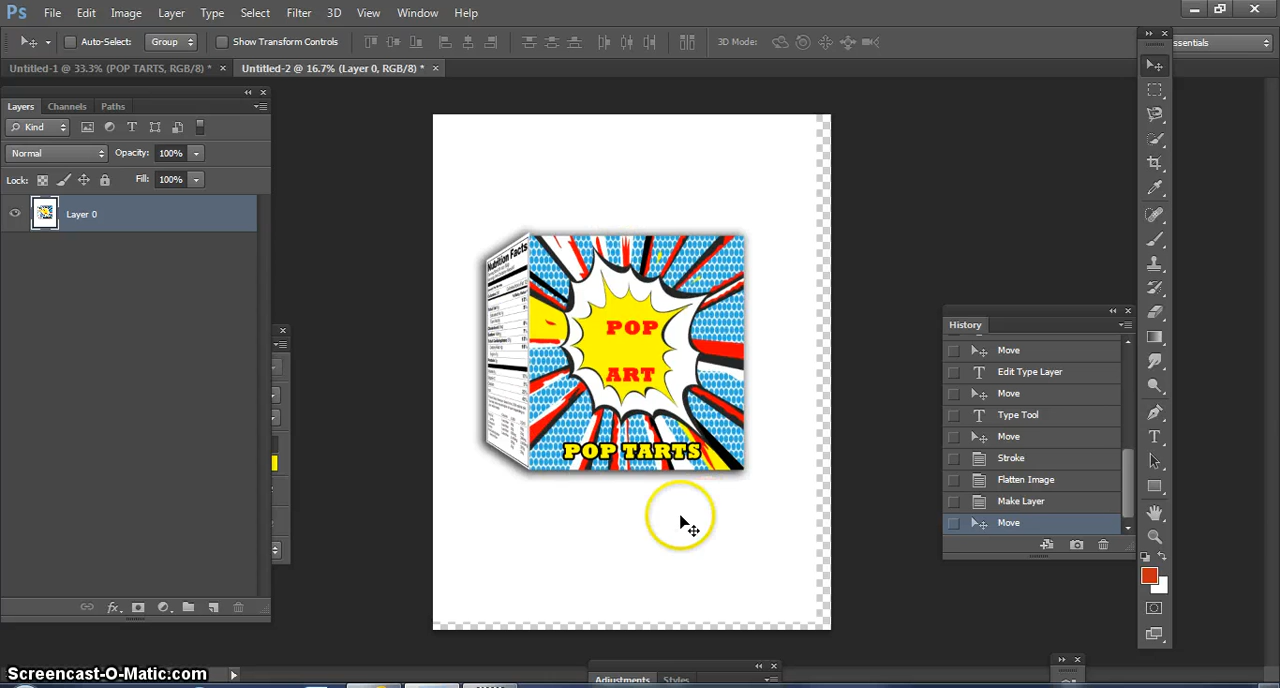 Ps File Edit Image Layer Type Select Filter 3D View Window Help
Auto-Select: Group Show Transform Controls 3D Mode: ssentials
Untitled-1 @ 33.3% (POP TARTS, RGB/8) * × Untitled-2 @ 16.7% (Layer 0, RGB/8) * ×
Layers Channels Paths
Kind
Normal Opacity: 100%
Lock: Fill: 100%
Layer 0
Nutrition Facts
POP
ART
POP TARTS
History
Move
Edit Type Layer
Move
Type Tool
Move
Stroke
Flatten Image
Make Layer
Move
Screencast-O-Matic.com
Adjustments Styles